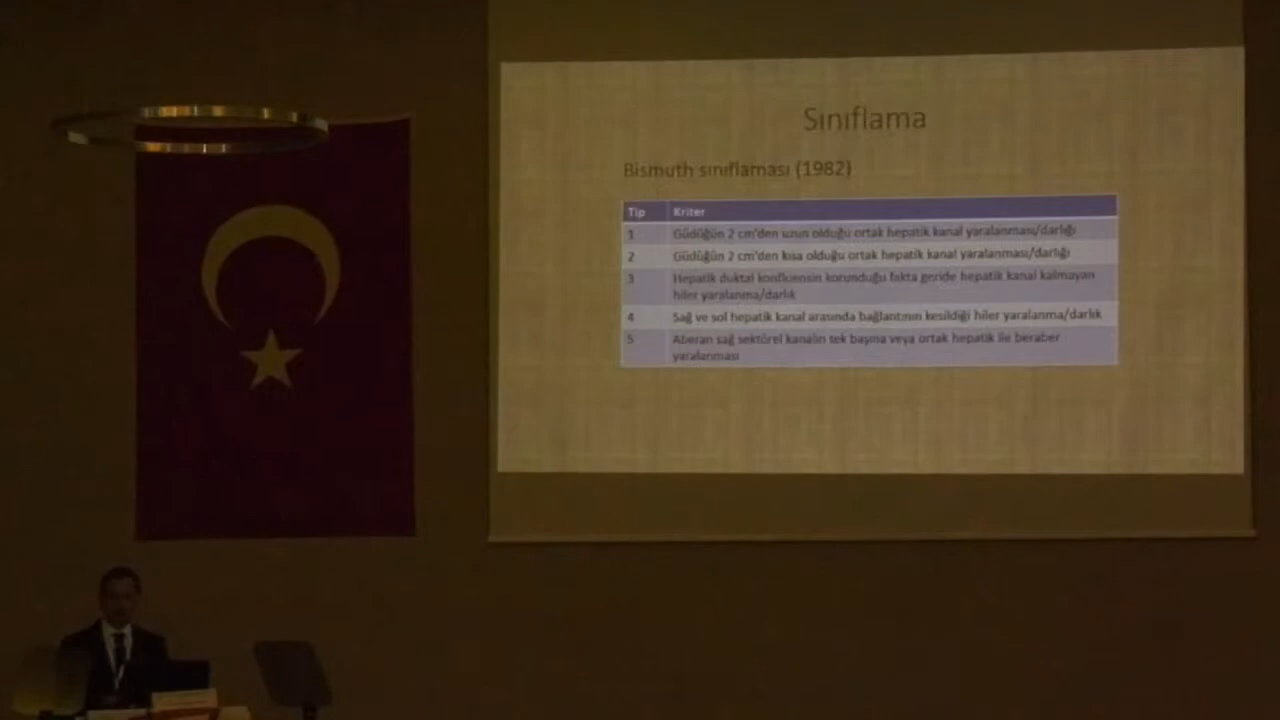 Sınıflama
Bismuth sınıflaması (1982)
Tip Kriter
1 Güdüğün 2 cm'den uzun olduğu ortak hepatik kanal yaralanması/darlığı
2 Güdüğün 2 cm'den kısa olduğu ortak hepatik kanal yaralanması/darlığı
3 Hepatik duktal konfluensin korunduğu fakta geride hepatik kanal kalmayan
hiler yaralanma/darlık
4 Sağ ve sol hepatik kanal arasında bağlantının kesildiği hiler yaralanma/darlık
5 Aberan sağ sektörel kanalın tek başına veya ortak hepatik ile beraber
yaralanması